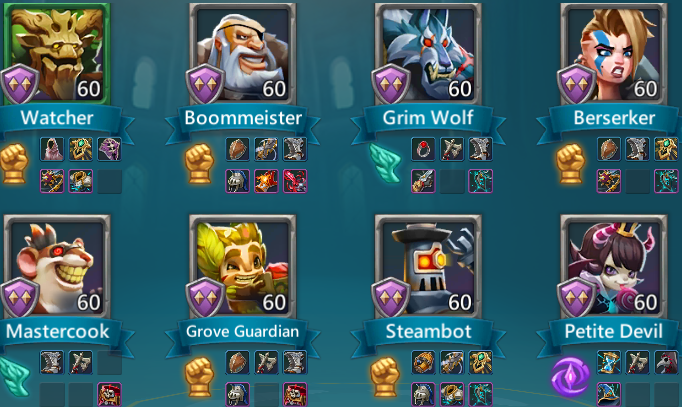 60
60
60
60
Watcher
Boommeister
Grim Wolf
Berserker
60
60
60
60
Mastercook
Grove Guardian
Steambot
Petite Devil